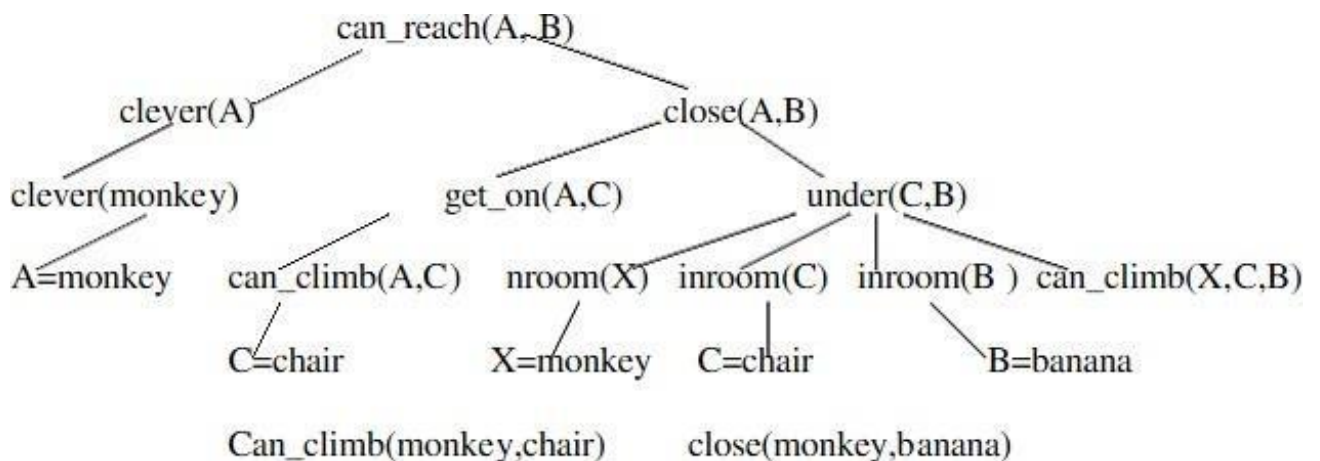 can_reach(A, B)
clever(A) close(A,B)
clever(monkey) get_on(A,C) under(C,B)
A=monkey can_climb(A,C) nroom(X) inroom(C) inroom(B ) can_climb(X,C,B)
C=chair X=monkey C=chair B=banana
Can_climb(monkey,chair) close(monkey,banana)